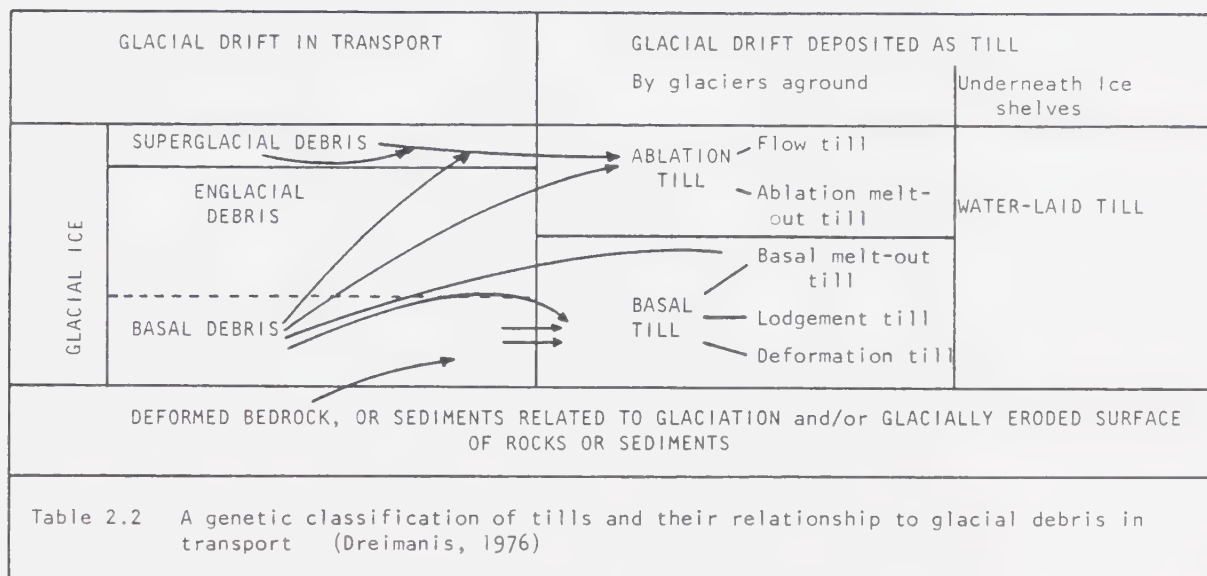 GLACIAL DRIFT IN TRANSPORT
GLACIAL DRIFT DEPOSITED AS TILL
By glaciers aground
Underneath Ice
shelves
GLACIAL ICE
SUPERGLACIAL DEBRIS
ENGLACIAL
DEBRIS
BASAL DEBRIS
ABLATION
TILL
Flow till
Ablation melt-
out till
BASAL
TILL
Basal melt-out
till
Lodgement till
Deformation till
WATER-LAID TILL
DEFORMED BEDROCK, OR SEDIMENTS RELATED TO GLACIATION and/or GLACIALLY ERODED SURFACE
OF ROCKS OR SEDIMENTS
Table 2.2 A genetic classification of tills and their relationship to glacial debris in
transport (Dreimanis, 1976)